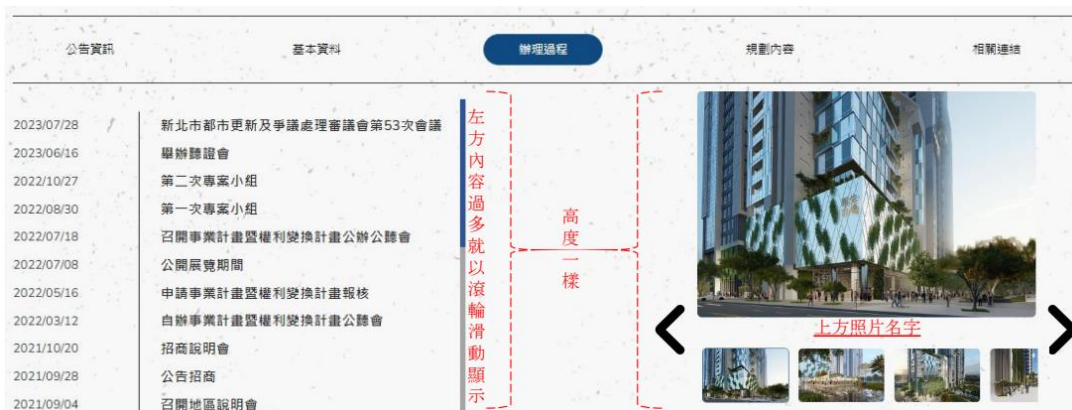 公告資訊
基本資料
辦理過程
規劃內容
相關連結
2023/07/28 新北市都市更新及爭議處理審議會第53次會議
2023/06/16 舉辦聽證會
2022/10/27 第二次專案小組
2022/08/30 第一次專案小組
2022/07/18 召開事業計畫暨權利變換計畫公辦公聽會
2022/07/08 公開展覽期間
2022/05/16 申請事業計畫暨權利變換計畫報核
2022/03/12 自辦事業計畫暨權利變換計畫公聽會
2021/10/20 招商說明會
2021/09/28 公告招商
2021/09/04 召開地區說明會
左方內容過多就以滾輪滑動顯示
高度一樣
上方照片名字